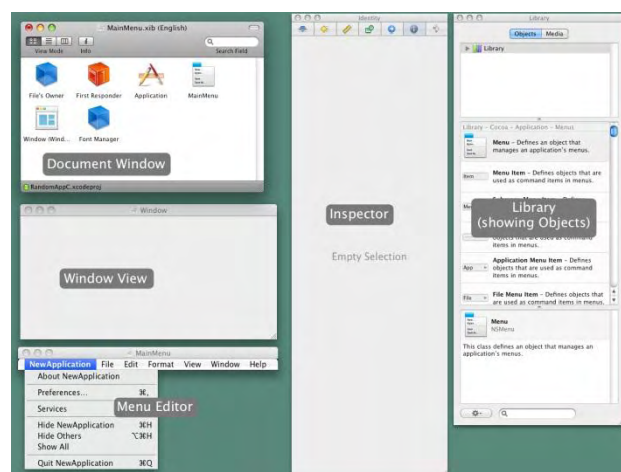 MainMenu.xib (English)
View Mode
Info
Search Field
File's Owner
First Responder
Application
MainMenu
Window (Wind...
Font Manager
Document Window
RandomAppC.xcodeproj
Window
Window View
MainMenu
NewApplication File Edit Format View Window Help
About NewApplication
Preferences... ⌘,
Services
Menu Editor
Hide NewApplication ⌘H
Hide Others ⌥⌘H
Show All
Quit NewApplication ⌘Q
Identity
Inspector
Empty Selection
Library
Objects Media
Library
Library - Cocoa - Application - Menus
Menu - Defines an object that
manages an application's menus.
Item
Menu Item - Defines objects that are
used as command items in menus.
Library
(showing Objects)
objects that are used as command
items in menus.
App
Application Menu Item - Defines
objects that are used as command
items in menus.
File
File Menu Item - Defines objects that
are used as command items in menus.
Menu
NSMenu
This class defines an object that manages an
application's menus.